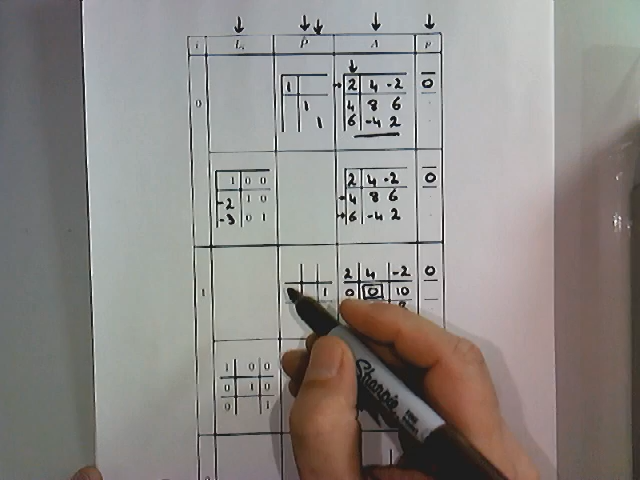 i Lᵢ P A p
1 2 4 -2 0
0 1 4 8 6
1 6 -4 2
1 0 0 2 4 -2 0
-2 1 0 4 8 6
-3 0 1 6 -4 2
2 4 -2 0
1 1 0 0 10
1 0 0
0 1 0
0 1
Sharpie